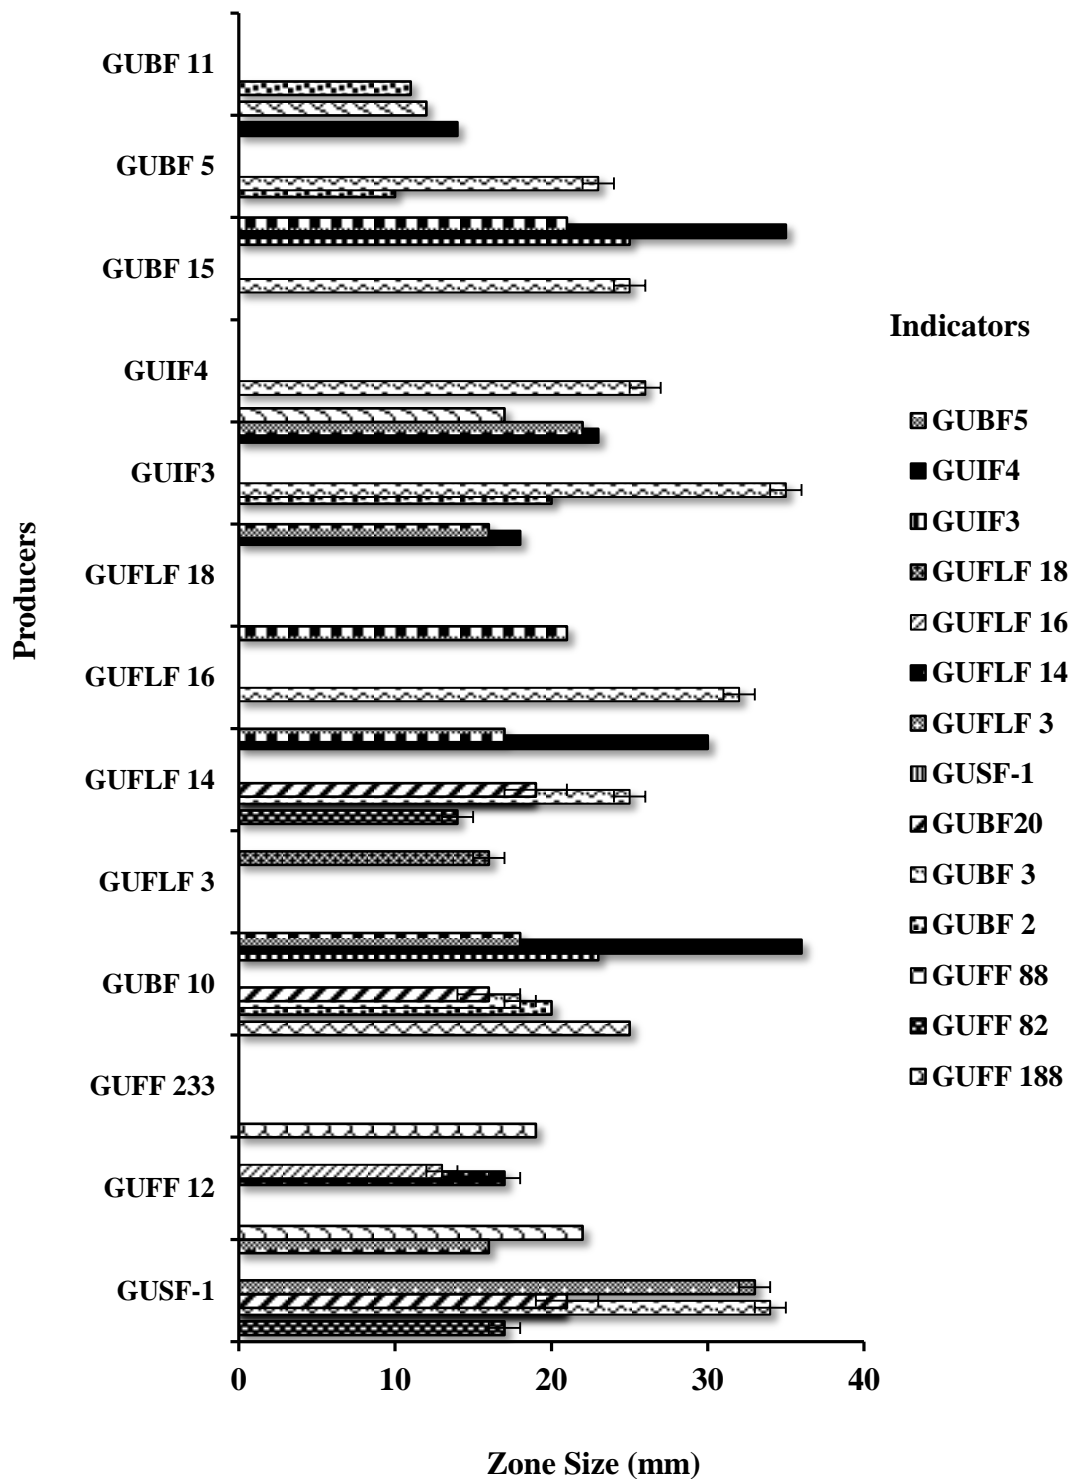 GUBF 11
GUBF 5
GUBF 15
GUIF4
GUIF3
GUFLF 18
GUFLF 16
GUFLF 14
GUFLF 3
GUBF 10
GUFF 233
GUFF 12
GUSF-1
Producers
0 10 20 30 40
Zone Size (mm)
Indicators
GUBF5
GUIF4
GUIF3
GUFLF 18
GUFLF 16
GUFLF 14
GUFLF 3
GUSF-1
GUBF20
GUBF 3
GUBF 2
GUFF 88
GUFF 82
GUFF 188